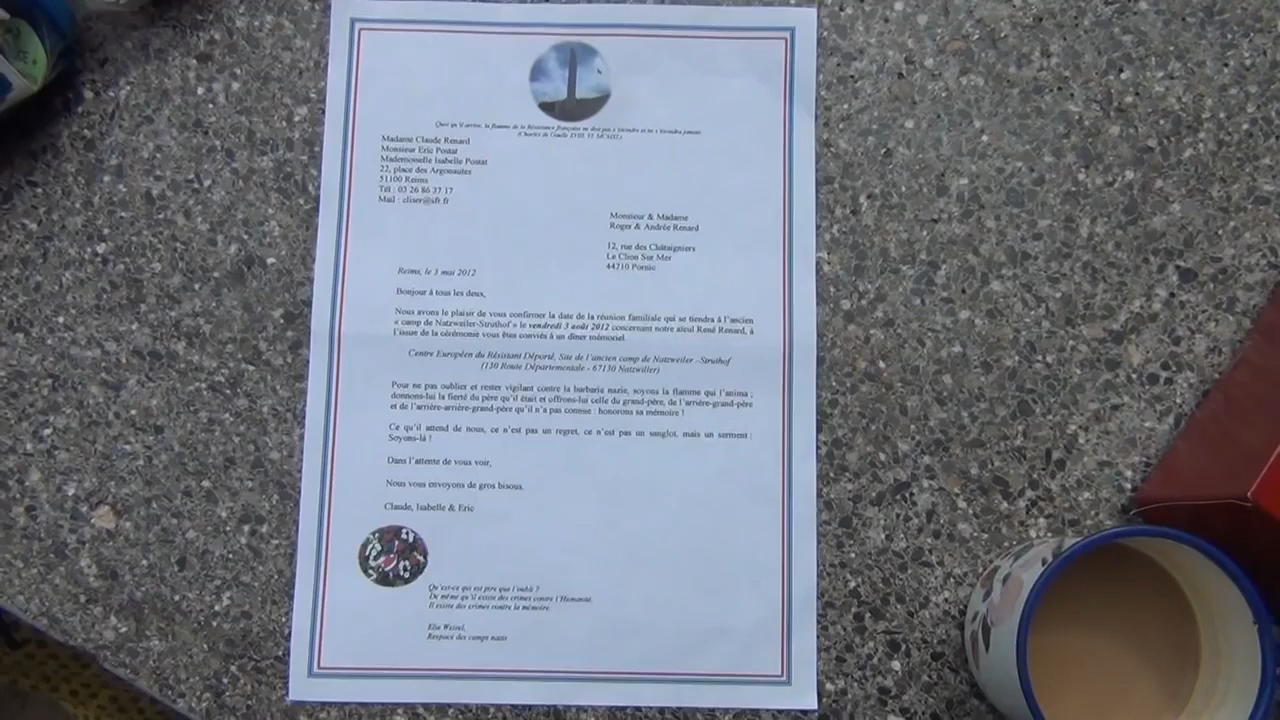 Quoi qu'il arrive, la flamme de la Résistance française ne doit pas s'éteindre et ne s'éteindra jamais.
(Charles de Gaulle XVIII VI MCMXL)
Madame Claude Renard
Monsieur Eric Postat
Mademoiselle Isabelle Postat
22, place des Argonautes
51100 Reims
Tél : 03 26 86 37 17
Mail : cliser@sfr.fr
Monsieur & Madame
Roger & Andrée Renard
12, rue des Châtaigniers
Le Clion Sur Mer
44210 Pornic
Reims, le 3 mai 2012
Bonjour à tous les deux,
Nous avons le plaisir de vous confirmer la date de la réunion familiale qui se tiendra à l'ancien
« camp de Natzweiler-Struthof » le vendredi 3 août 2012 concernant notre aïeul René Renard, à
l'issue de la cérémonie vous êtes conviés à un dîner mémoriel.
Centre Européen du Résistant Déporté, Site de l'ancien camp de Natzweiler –Struthof
(130 Route Départementale - 67130 Natzwiller)
Pour ne pas oublier et rester vigilant contre la barbarie nazie, soyons la flamme qui l'anima ;
donnons-lui la fierté du père qu'il était et offrons-lui celle du grand-père, de l'arrière-grand-père
et de l'arrière-arrière-grand-père qu'il n'a pas connue : honorons sa mémoire !
Ce qu'il attend de nous, ce n'est pas un regret, ce n'est pas un sanglot, mais un serment :
Soyons-là !
Dans l'attente de vous voir,
Nous vous envoyons de gros bisous.
Claude, Isabelle & Eric
Qu'est-ce qui est pire que l'oubli ?
De même qu'il existe des crimes contre l'Humanité,
Il existe des crimes contre la mémoire.
Elie Weisel,
Rescapé des camps nazis